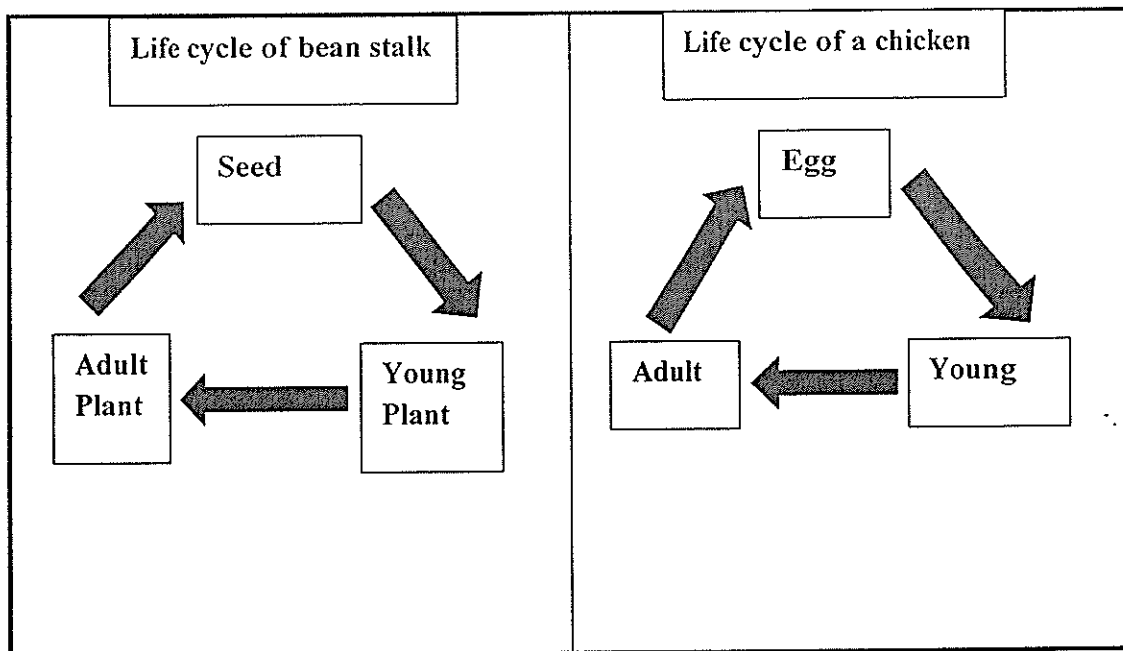 Life cycle of bean stalk
Seed
Adult
Plant
Young
Plant
Life cycle of a chicken
Egg
Adult
Young